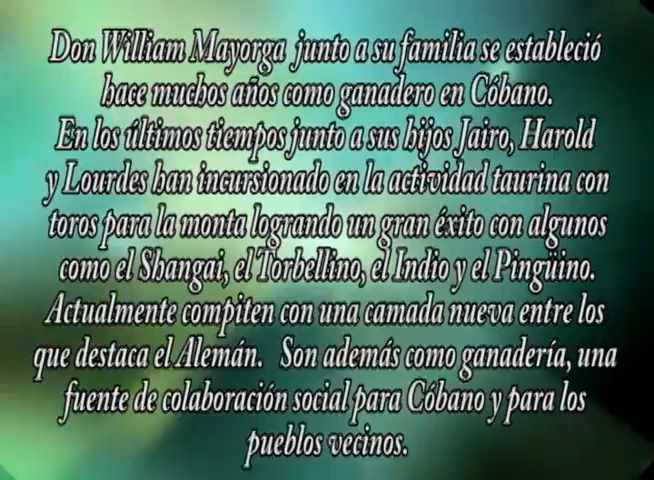 Don William Mayorga junto a su familia se estableció
hace muchos años como ganadero en Cóbano.
En los últimos tiempos junto a sus hijos Jairo, Harold
y Lourdes han incursionado en la actividad taurina con
toros para la monta logrando un gran éxito con algunos
como el Shangai, el Torbellino, el Indio y el Pingüino.
Actualmente compiten con una camada nueva entre los
que destaca el Alemán. Son además como ganadería, una
fuente de colaboración social para Cóbano y para los
pueblos vecinos.